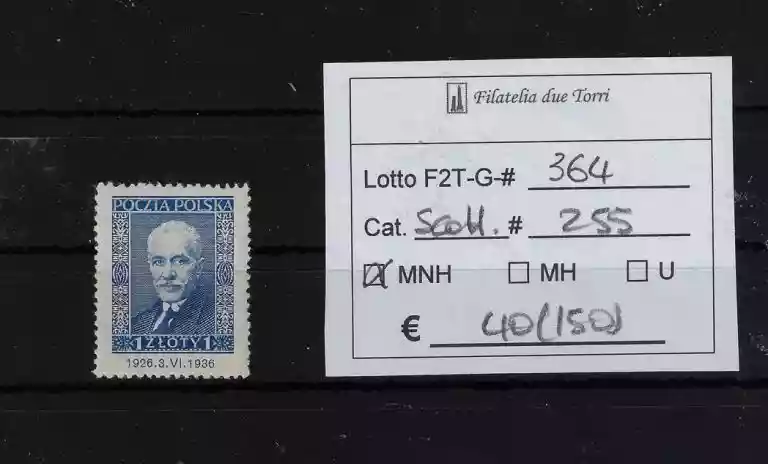 POCZTA POLSKA
1 ZŁOTY 1
1926.3.VI.1936
Filatelia due Torri
Lotto F2T-G-# 364
Cat. Scott. # 255
MNH MH U
€ 40(150)